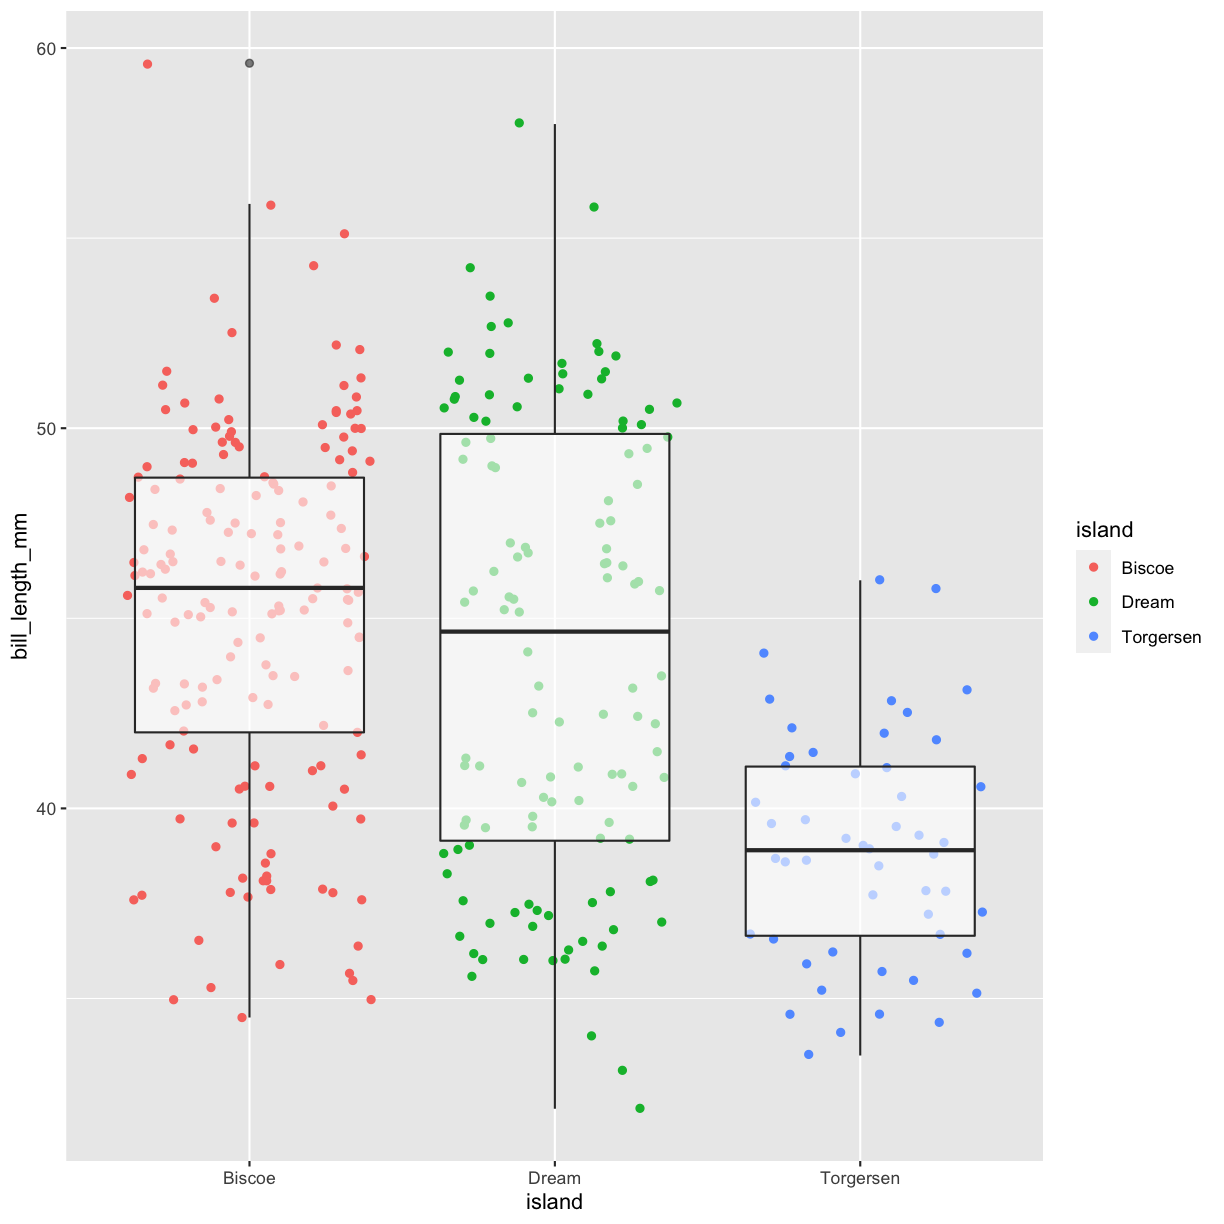 60
50
40
bill_length_mm
Biscoe
Dream
Torgersen
island
island
Biscoe
Dream
Torgersen